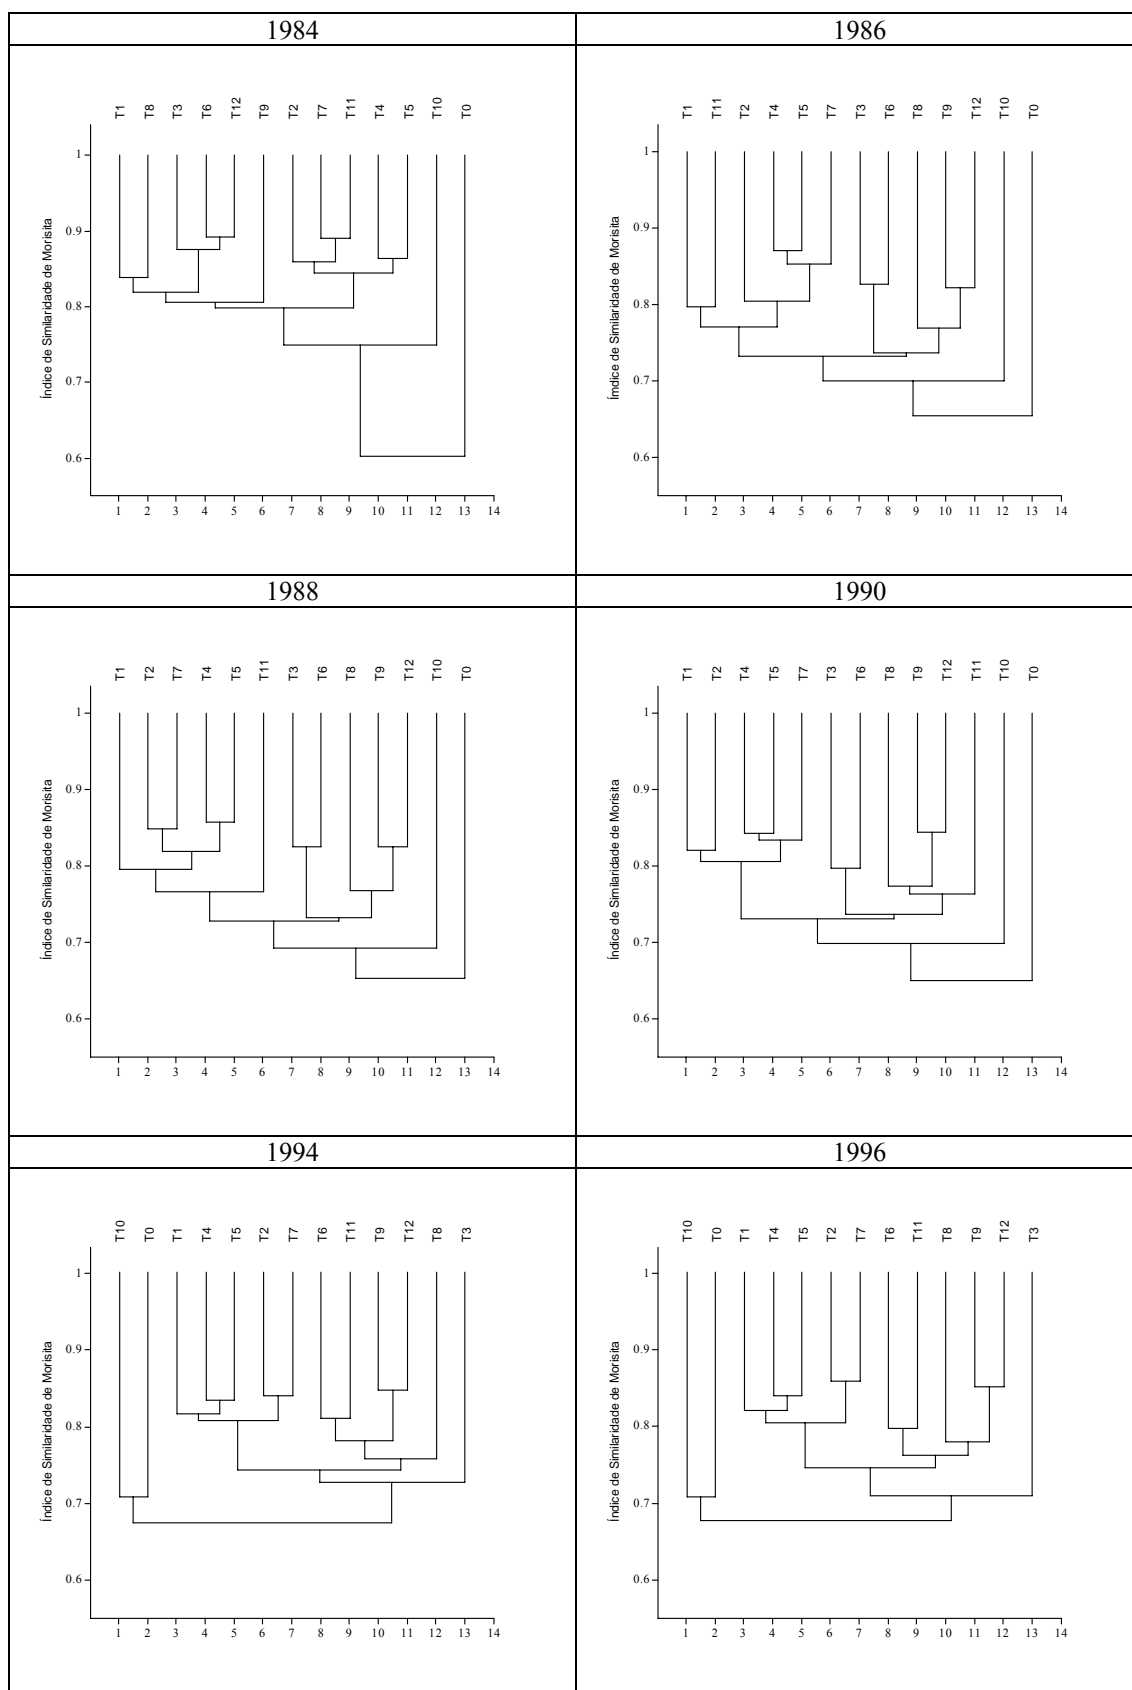 1984
1986
T1 T8 T3 T6 T12 T9 T2 T7 T11 T4 T5 T10 T0
1
0.9
0.8
0.7
0.6
Índice de Similaridade de Morisita
1 2 3 4 5 6 7 8 9 10 11 12 13 14
T1 T11 T2 T4 T5 T7 T3 T6 T8 T9 T12 T10 T0
1
0.9
0.8
0.7
0.6
Ímdice de Similaridade de Morisita
1 2 3 4 5 6 7 8 9 10 11 12 13 14
1988
1990
T1 T2 T7 T4 T5 T11 T3 T6 T8 T9 T12 T10 T0
1
0.9
0.8
0.7
0.6
Índice de Similaridade de Morisita
1 2 3 4 5 6 7 8 9 10 11 12 13 14
T1 T2 T4 T5 T7 T3 T6 T8 T9 T12 T11 T10 T0
1
0.9
0.8
0.7
0.6
Índice de Similaridade de Morisita
1 2 3 4 5 6 7 8 9 10 11 12 13 14
1994
1996
T10 T0 T1 T4 T5 T2 T7 T6 T11 T9 T12 T8 T3
1
0.9
0.8
0.7
0.6
Índice de Similaridade de Morisita
1 2 3 4 5 6 7 8 9 10 11 12 13 14
T10 T0 T1 T4 T5 T2 T7 T6 T11 T8 T9 T12 T3
1
0.9
0.8
0.7
0.6
Índice de Similaridade de Morisita
1 2 3 4 5 6 7 8 9 10 11 12 13 14